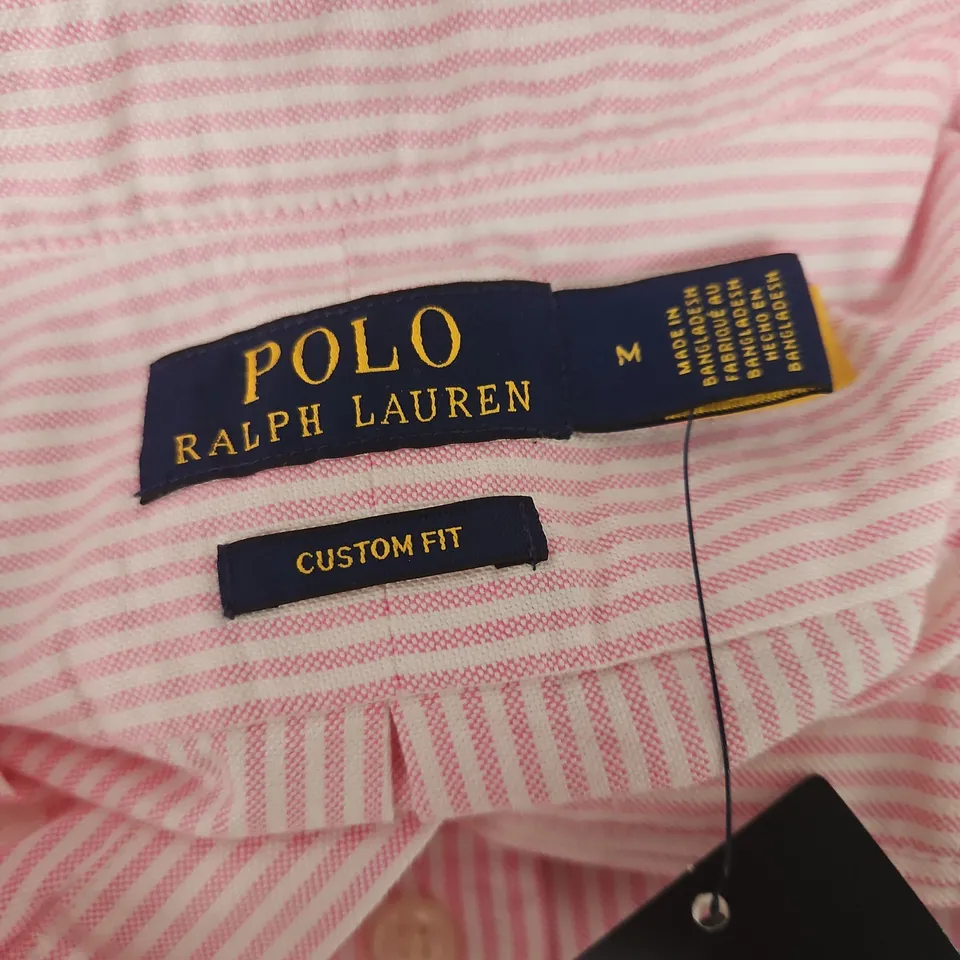 POLO
RALPH LAUREN
M
MADE IN
BANGLADESH
FABRIQUÉ AU
BANGLADESH
HECHO EN
BANGLADESH
CUSTOM FIT